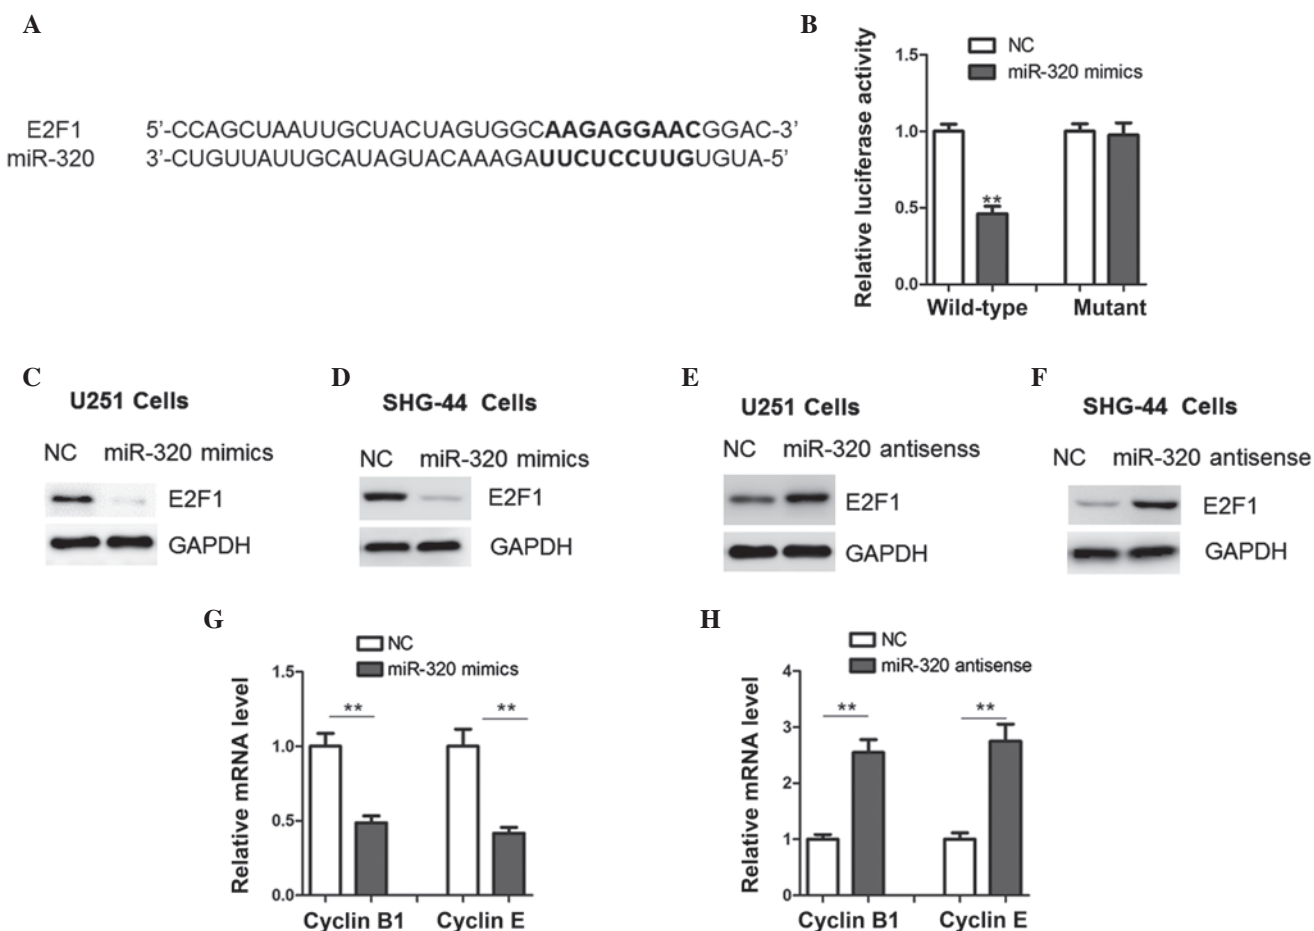 A
E2F1 5’-CCAGCUAAUUGCUACUAGUGGCAAGAGGAACGGAC-3’
miR-320 3’-CUGUUAUUGCAUAGUACAAAGAUUCUCCUUGUGUA-5’
B
NC
miR-320 mimics
Relative luciferase activity
1.5
1.0
0.5
0.0
**
Wild-type Mutant
C
U251 Cells
NC miR-320 mimics
E2F1
GAPDH
D
SHG-44 Cells
NC miR-320 mimics
E2F1
GAPDH
E
U251 Cells
NC miR-320 antisenss
E2F1
GAPDH
F
SHG-44 Cells
NC miR-320 antisense
E2F1
GAPDH
G
NC
miR-320 mimics
Relative mRNA level
1.5
1.0
0.5
0.0
** **
Cyclin B1 Cyclin E
H
NC
miR-320 antisense
Relative mRNA level
4
3
2
1
0
** **
Cyclin B1 Cyclin E